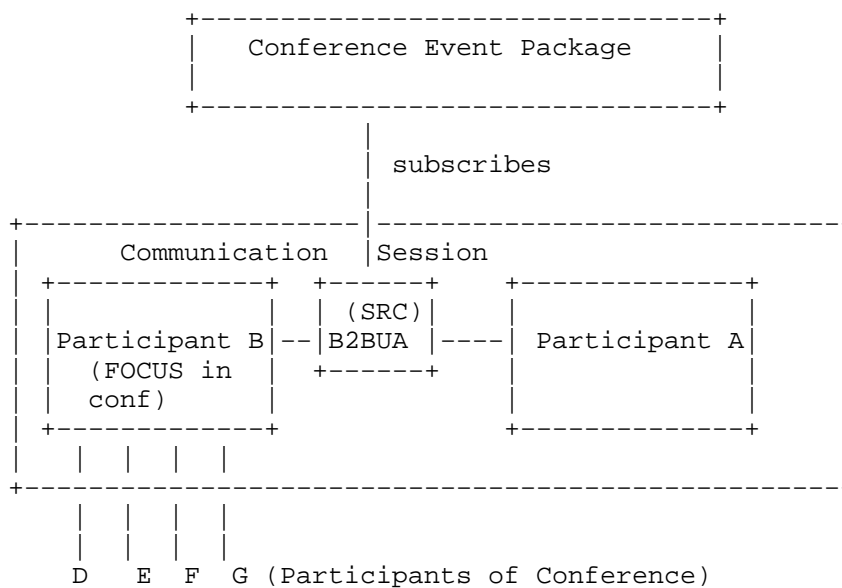 Conference Event Package
subscribes
Communication Session
(SRC)
Participant B B2BUA Participant A
(FOCUS in
conf)
D E F G (Participants of Conference)